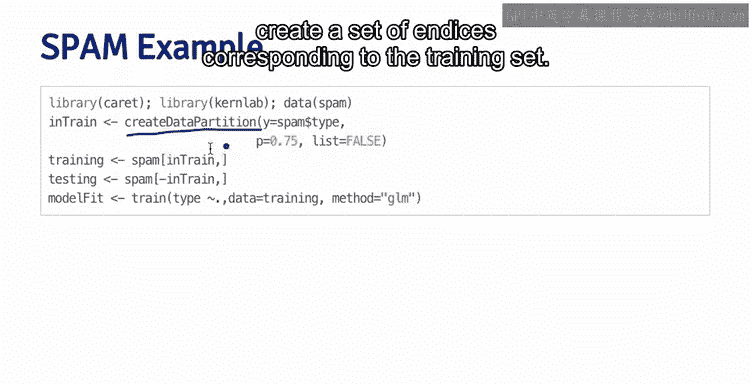 create a set of endices
corresponding to the training set.
SPAM Example
library(caret); library(kernlab); data(spam)
inTrain <- createDataPartition(y=spam$type,
p=0.75, list=FALSE)
training <- spam[inTrain,]
testing <- spam[-inTrain,]
modelFit <- train(type ~.,data=training, method="glm")